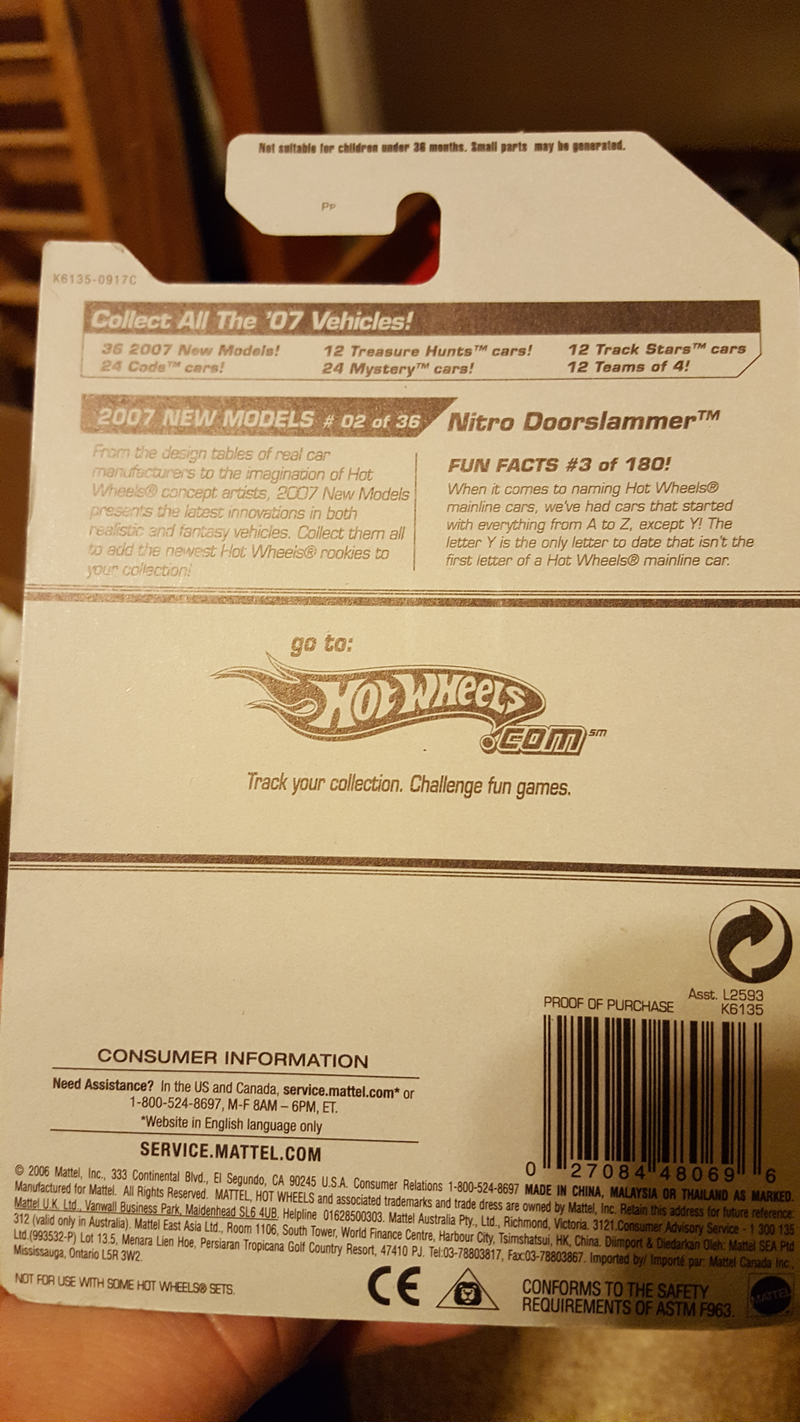 Not suitable for children under 36 months. Small parts may be generated.
Pp
K6135-0917C
Collect All The '07 Vehicles!
36 2007 New Models! 12 Treasure Hunts™ cars! 12 Track Stars™ cars
24 Code™ cars! 24 Mystery™ cars! 12 Teams of 4!
2007 NEW MODELS # 02 of 36
From the design tables of real car
manufacturers to the imagination of Hot
Wheels® concept artists, 2007 New Models
presents the latest innovations in both
realistic and fantasy vehicles. Collect them all
to add the newest Hot Wheels® rookies to
your collection!
Nitro Doorslammer™
FUN FACTS #3 of 180!
When it comes to naming Hot Wheels®
mainline cars, we've had cars that started
with everything from A to Z, except Y! The
letter Y is the only letter to date that isn't the
first letter of a Hot Wheels® mainline car.
go to:
HOT WHEELS
.COM℠
Track your collection. Challenge fun games.
Asst. L2593
PROOF OF PURCHASE K6135
0 27084 48069 6
CONSUMER INFORMATION
Need Assistance? In the US and Canada, service.mattel.com* or
1-800-524-8697, M-F 8AM – 6PM, ET.
*Website in English language only
SERVICE.MATTEL.COM
© 2006 Mattel, Inc., 333 Continental Blvd., El Segundo, CA 90245 U.S.A. Consumer Relations 1-800-524-8697 MADE IN CHINA, MALAYSIA OR THAILAND AS MARKED.
Manufactured for Mattel. All Rights Reserved. MATTEL, HOT WHEELS and associated trademarks and trade dress are owned by Mattel, Inc. Retain this address for future reference:
Mattel U.K. Ltd., Vanwall Business Park, Maidenhead SL6 4UB. Helpline 01628500303. Mattel Australia Pty., Ltd., Richmond, Victoria. 3121.Consumer Advisory Service - 1 300 135
312 (valid only in Australia). Mattel East Asia Ltd., Room 1106, South Tower, World Finance Centre, Harbour City, Tsimshatsui, HK, China. Diimport & Diedarkan Oleh: Mattel SEA Ptd
Ltd.(993532-P) Lot 13.5, Menara Lien Hoe, Persiaran Tropicana Golf Country Resort, 47410 PJ. Tel:03-78803817, Fax:03-78803867. Imported by/ Importé par: Mattel Canada Inc.,
Mississauga, Ontario L5R 3W2.
NOT FOR USE WITH SOME HOT WHEELS® SETS.
CE
CONFORMS TO THE SAFETY
REQUIREMENTS OF ASTM F963.
MATTEL